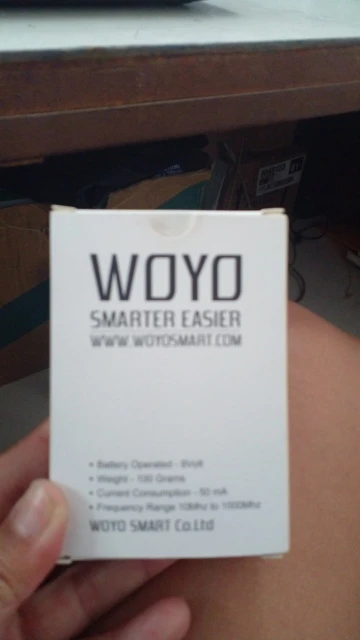 WOYO
SMARTER EASIER
WWW.WOYOSMART.COM
• Battery Operated - 9Volt
• Weight - 100 Grams
• Current Consumption - 50 mA
• Frequency Range 10Mhz to 1000Mhz
WOYO SMART Co.Ltd